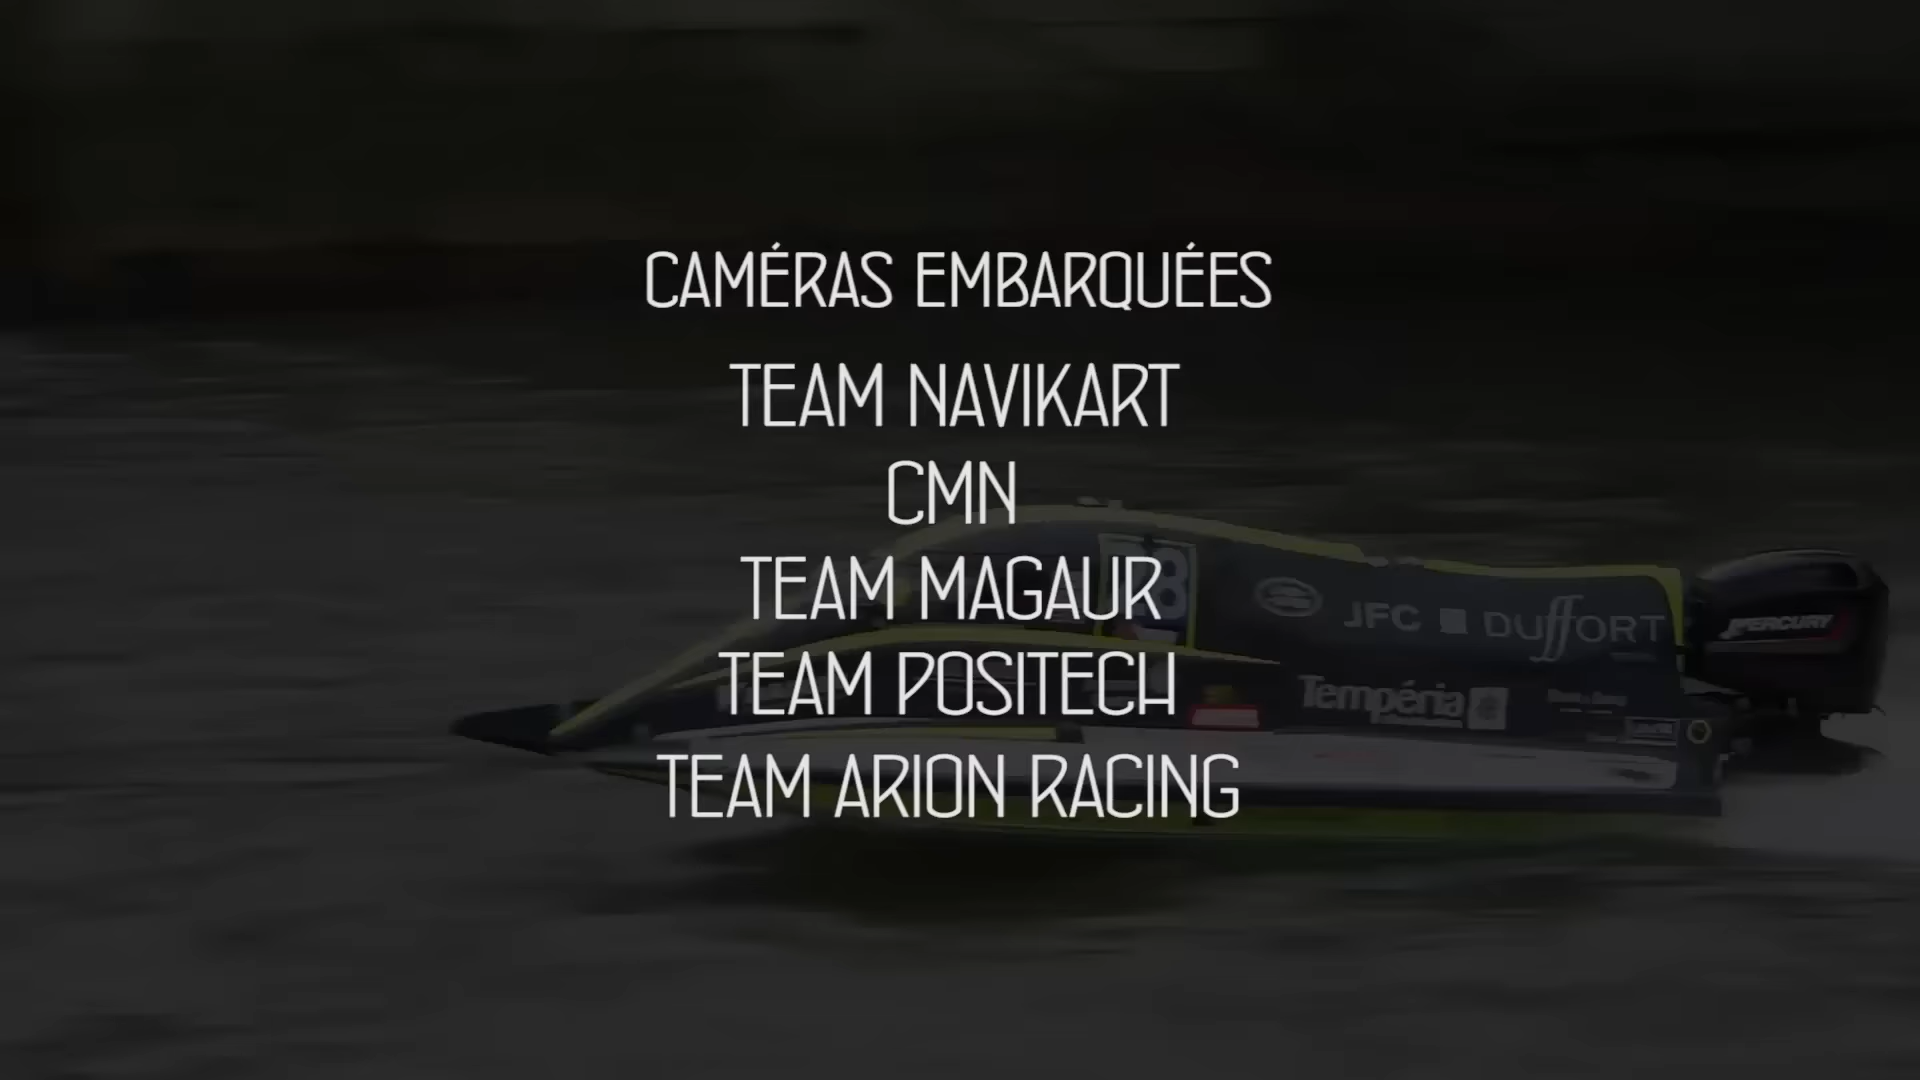 CAMÉRAS EMBARQUÉES
TEAM NAVIKART
CMN
TEAM MAGAUR
TEAM POSITECH
TEAM ARION RACING
JFC DUFFORT
MERCURY
Tempéria